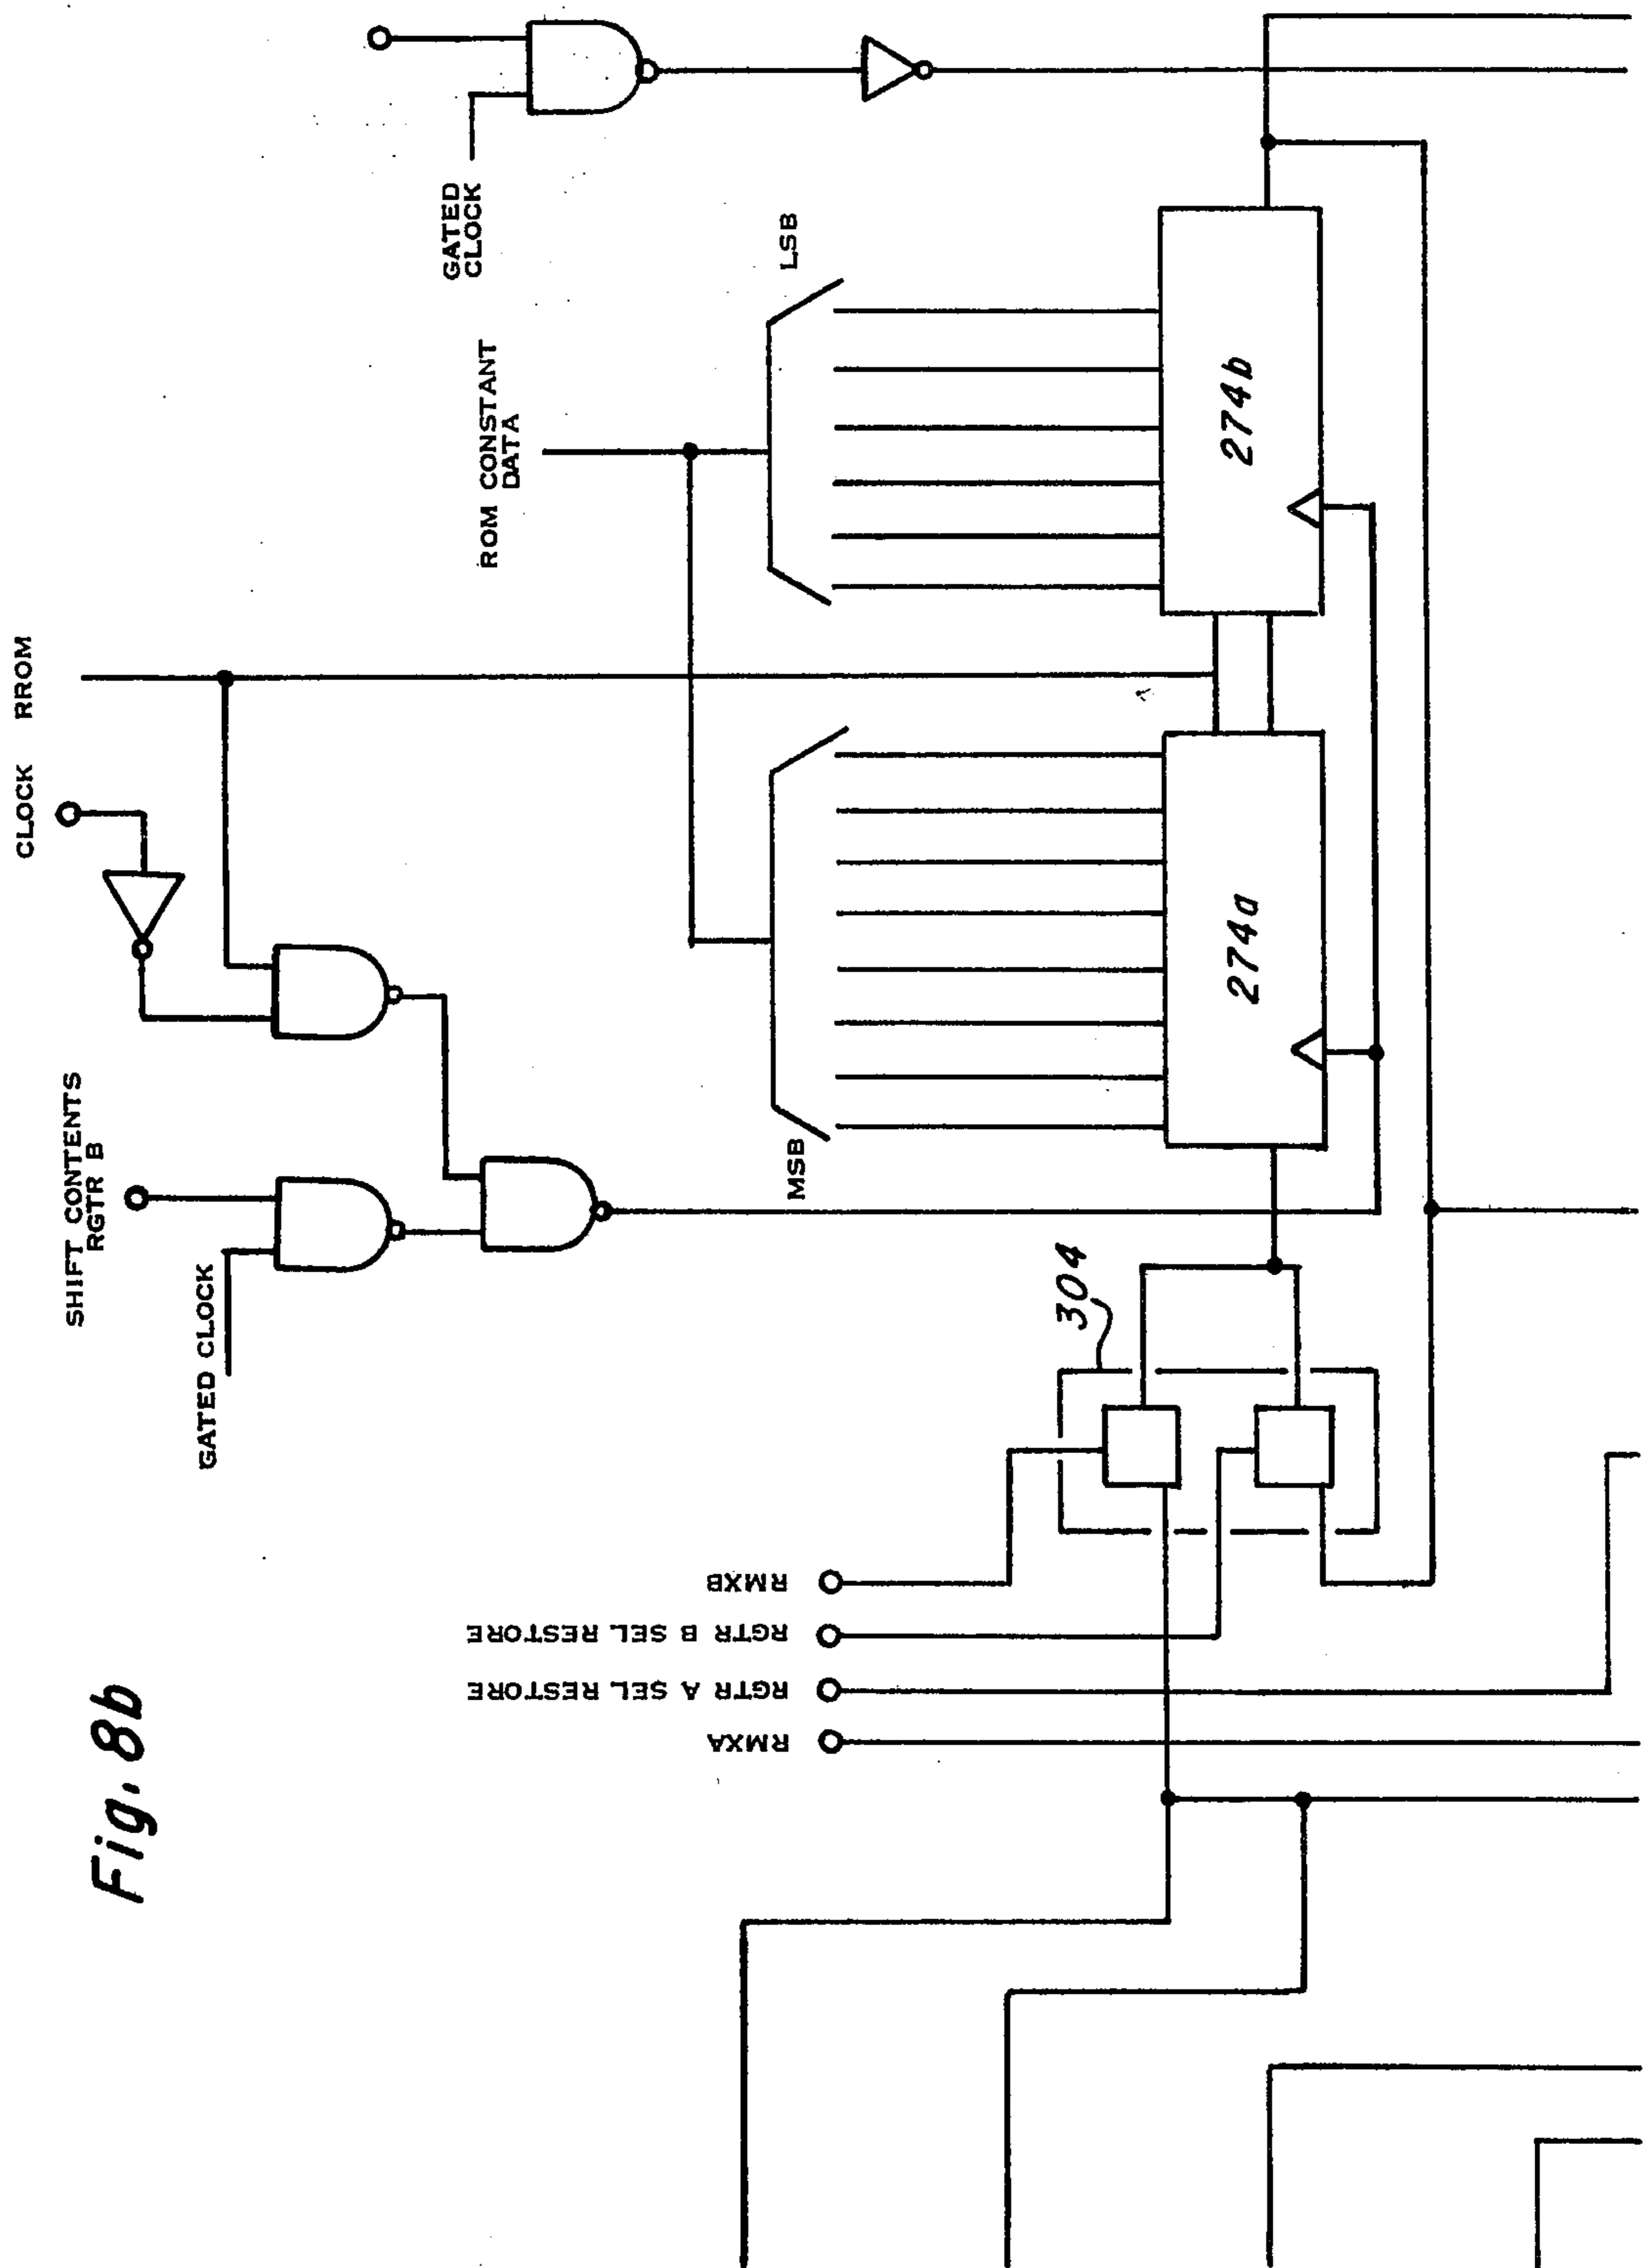 Fig. 8b
SHIFT CONTENTS
RGTR B
GATED CLOCK
CLOCK
RROM
GATED
CLOCK
ROM CONSTANT
DATA
MSB
LSB
RMXA
RGTR A SEL RESTORE
RGTR B SEL RESTORE
RMXB
304
274a
274b